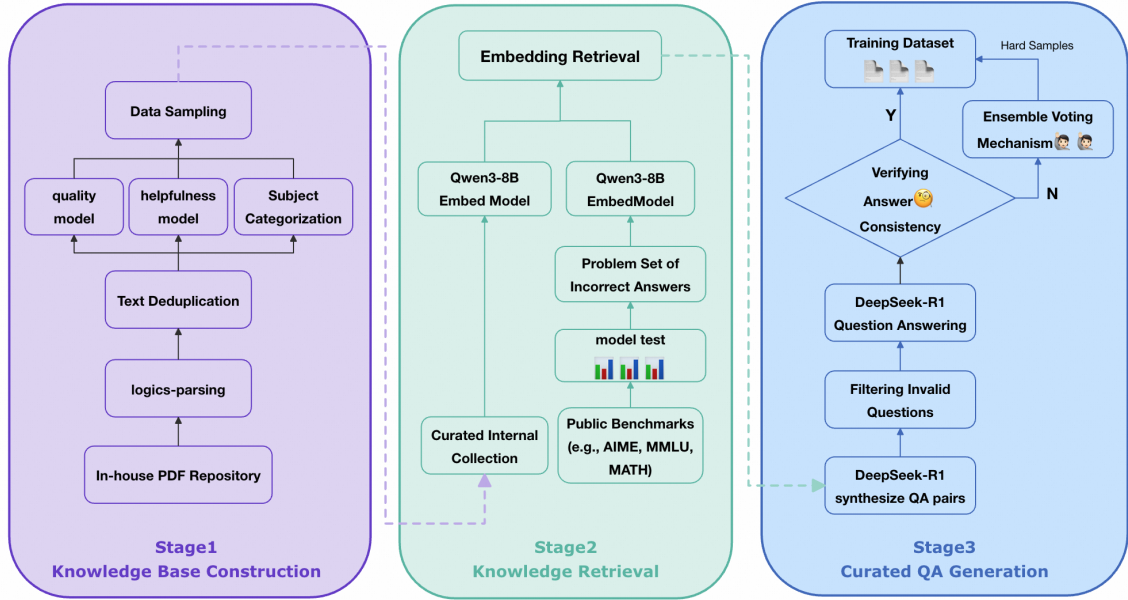 Data Sampling
quality
model
helpfulness
model
Subject
Categorization
Text Deduplication
logics-parsing
In-house PDF Repository
Stage1
Knowledge Base Construction
Embedding Retrieval
Qwen3-8B
Embed Model
Qwen3-8B
EmbedModel
Problem Set of
Incorrect Answers
model test
Curated Internal
Collection
Public Benchmarks
(e.g., AIME, MMLU,
MATH)
Stage2
Knowledge Retrieval
Training Dataset
Hard Samples
Y
Ensemble Voting
Mechanism
Verifying
Answer
Consistency
N
DeepSeek-R1
Question Answering
Filtering Invalid
Questions
DeepSeek-R1
synthesize QA pairs
Stage3
Curated QA Generation